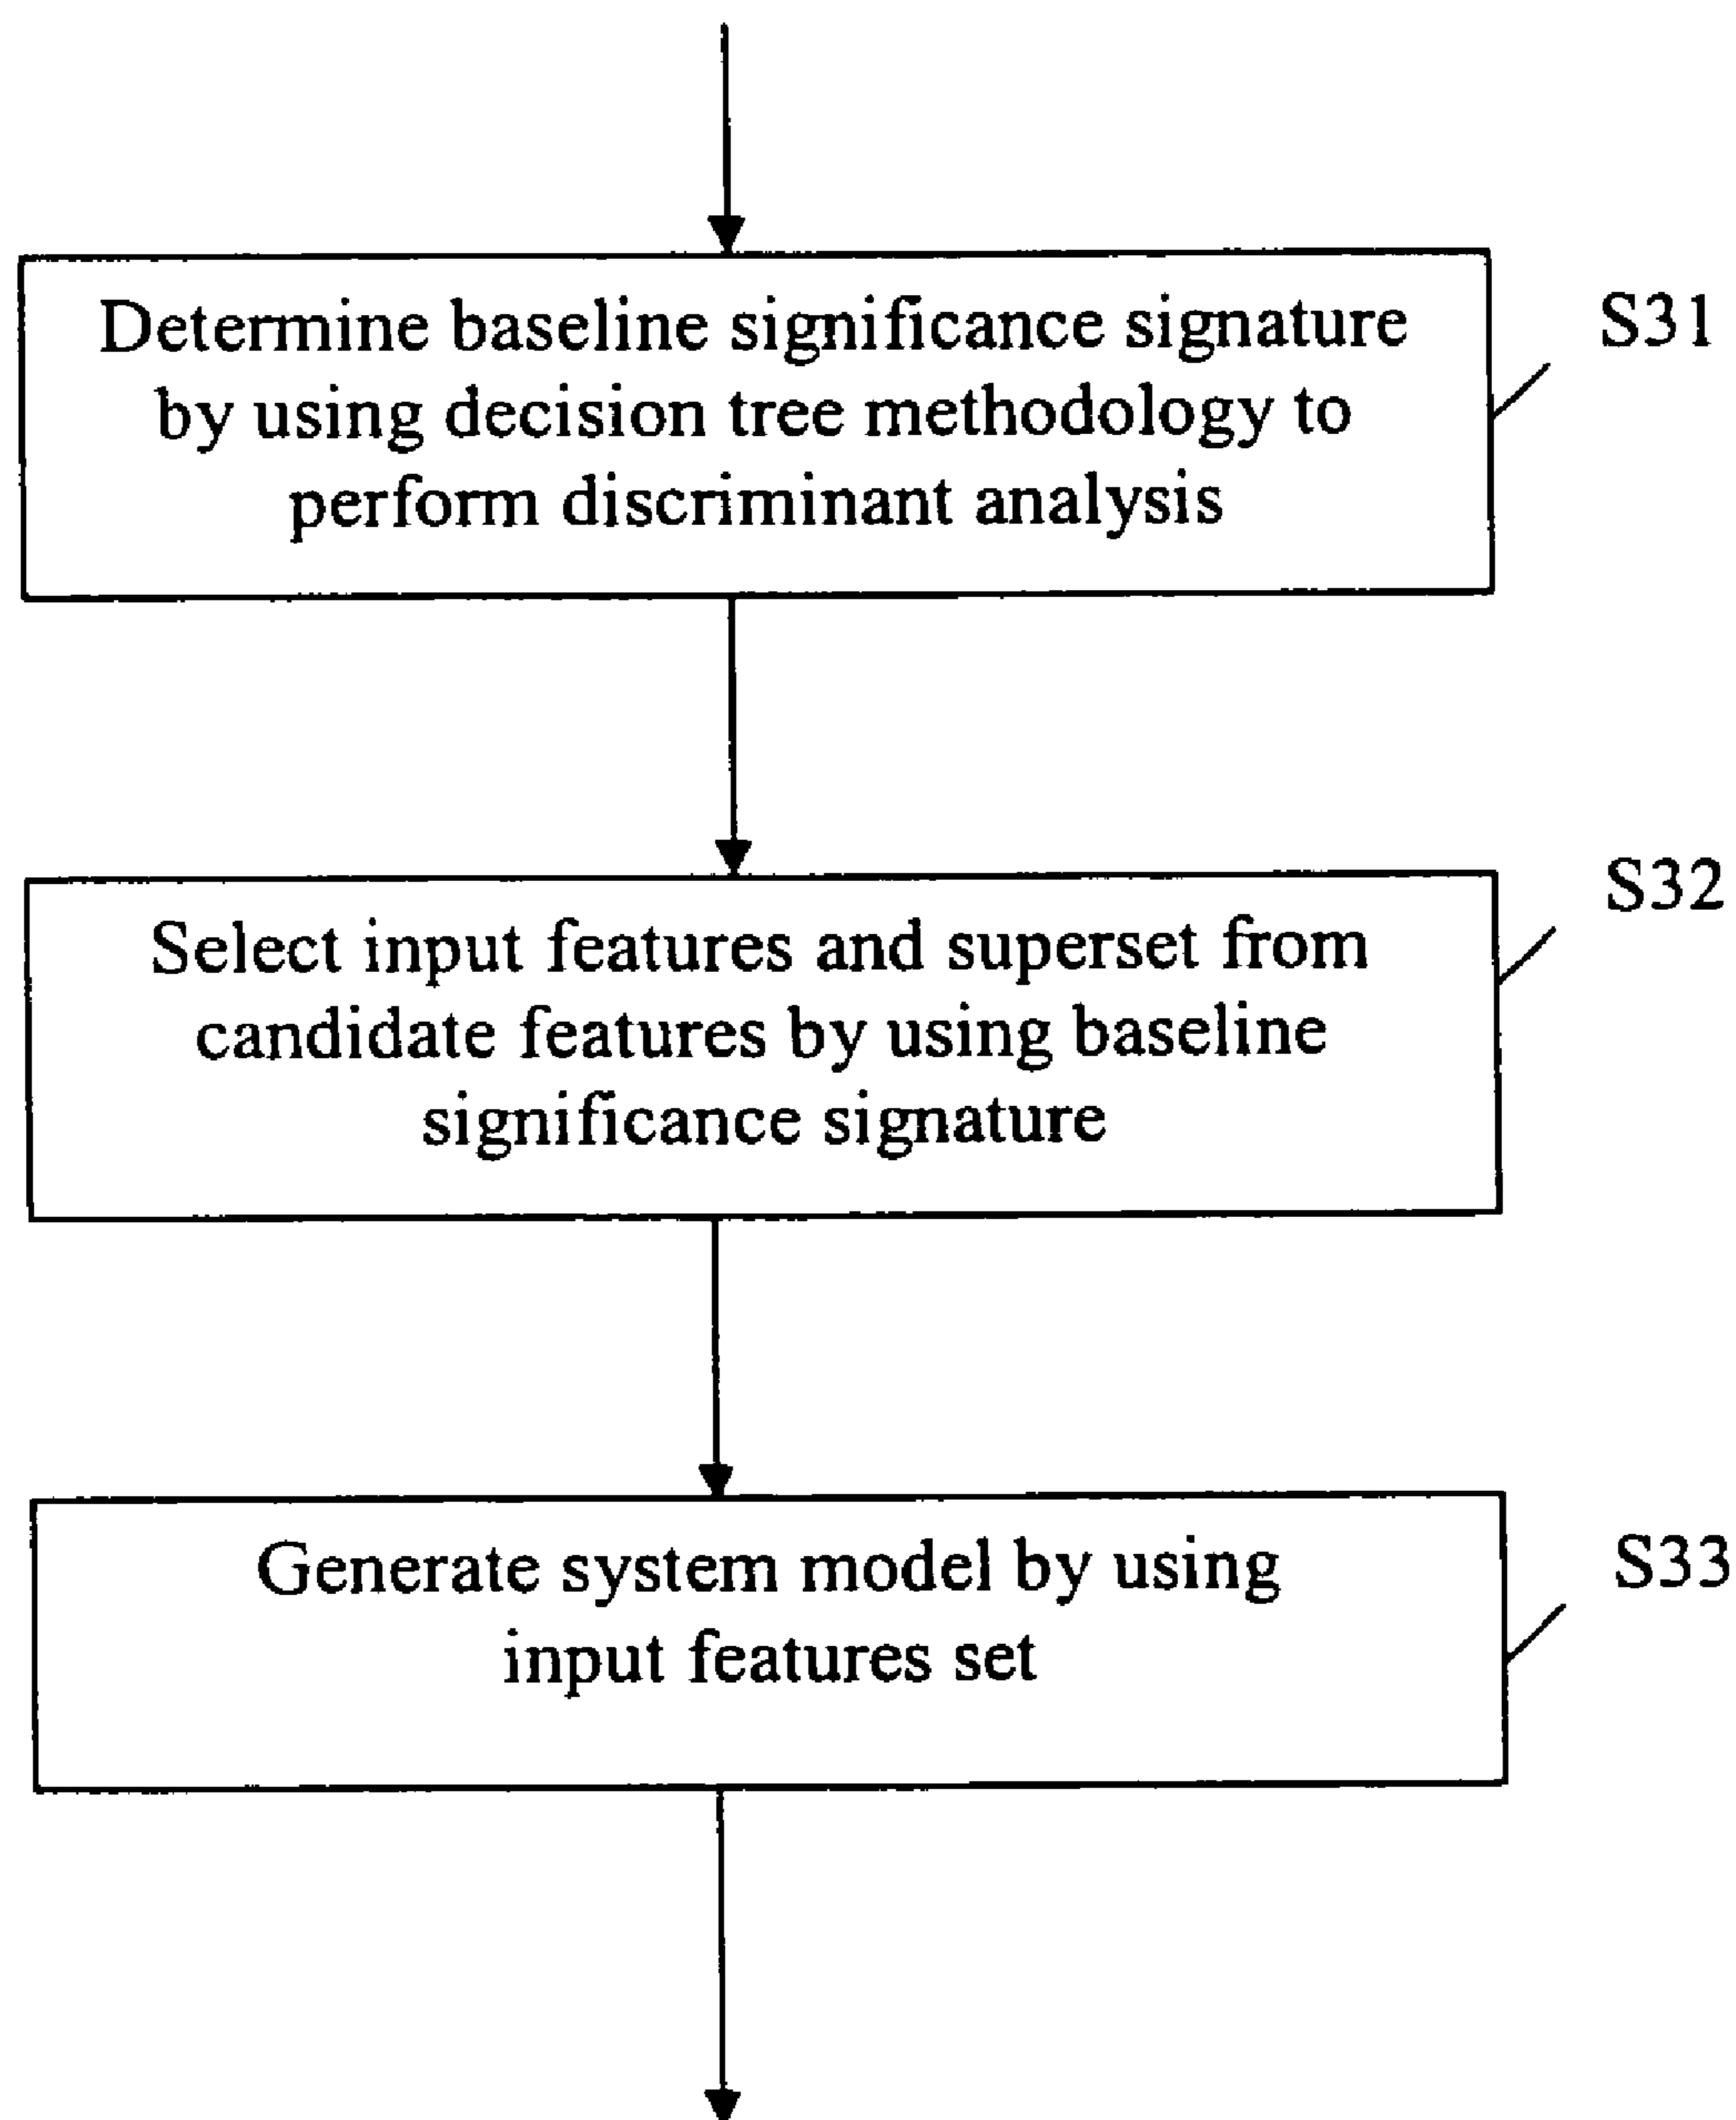 Determine baseline significance signature
by using decision tree methodology to
perform discriminant analysis
S31
Select input features and superset from
candidate features by using baseline
significance signature
S32
Generate system model by using
input features set
S33